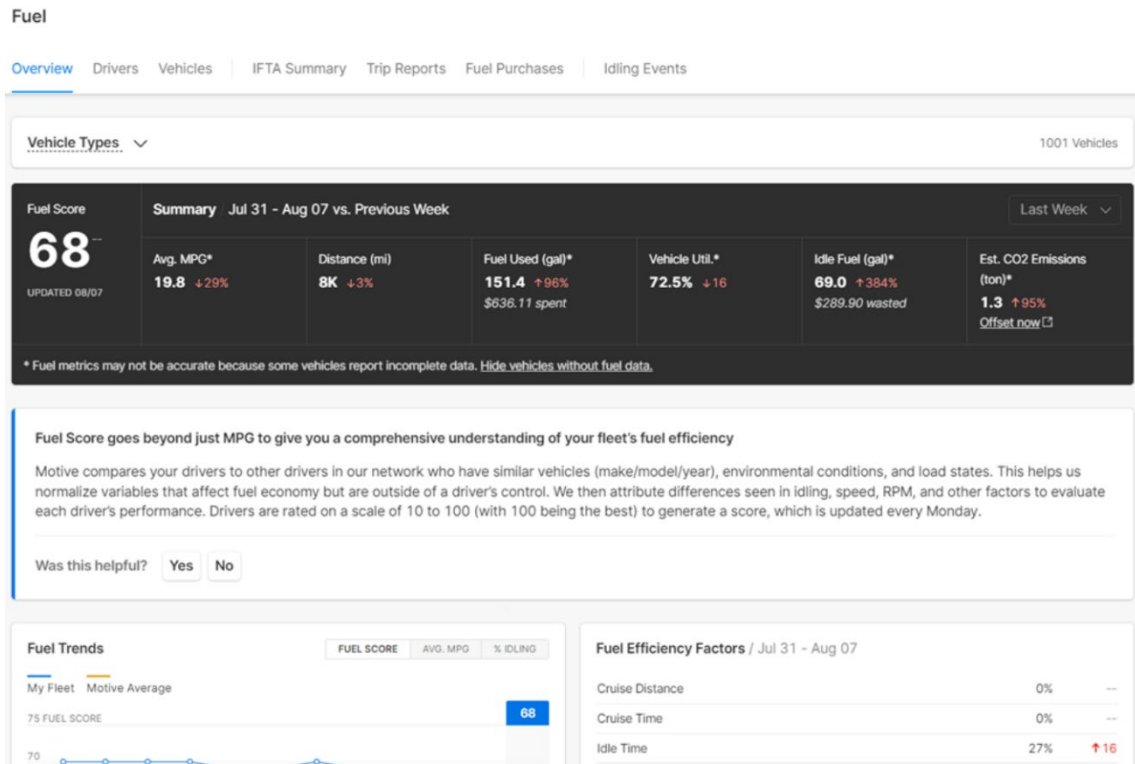 Fuel
Overview Drivers Vehicles IFTA Summary Trip Reports Fuel Purchases Idling Events
Vehicle Types 1001 Vehicles
Fuel Score
68 --
UPDATED 08/07
Summary Jul 31 - Aug 07 vs. Previous Week Last Week
Avg. MPG*
19.8 ↓29%
Distance (mi)
8K ↓3%
Fuel Used (gal)*
151.4 ↑96%
$636.11 spent
Vehicle Util.*
72.5% ↓16
Idle Fuel (gal)*
69.0 ↑384%
$289.90 wasted
Est. CO2 Emissions
(ton)*
1.3 ↑95%
Offset now
* Fuel metrics may not be accurate because some vehicles report incomplete data. Hide vehicles without fuel data.
Fuel Score goes beyond just MPG to give you a comprehensive understanding of your fleet's fuel efficiency
Motive compares your drivers to other drivers in our network who have similar vehicles (make/model/year), environmental conditions, and load states. This helps us
normalize variables that affect fuel economy but are outside of a driver's control. We then attribute differences seen in idling, speed, RPM, and other factors to evaluate
each driver's performance. Drivers are rated on a scale of 10 to 100 (with 100 being the best) to generate a score, which is updated every Monday.
Was this helpful? Yes No
Fuel Trends FUEL SCORE AVG. MPG % IDLING
My Fleet Motive Average
75 FUEL SCORE 68
70
Fuel Efficiency Factors / Jul 31 - Aug 07
Cruise Distance 0% --
Cruise Time 0% --
Idle Time 27% ↑16